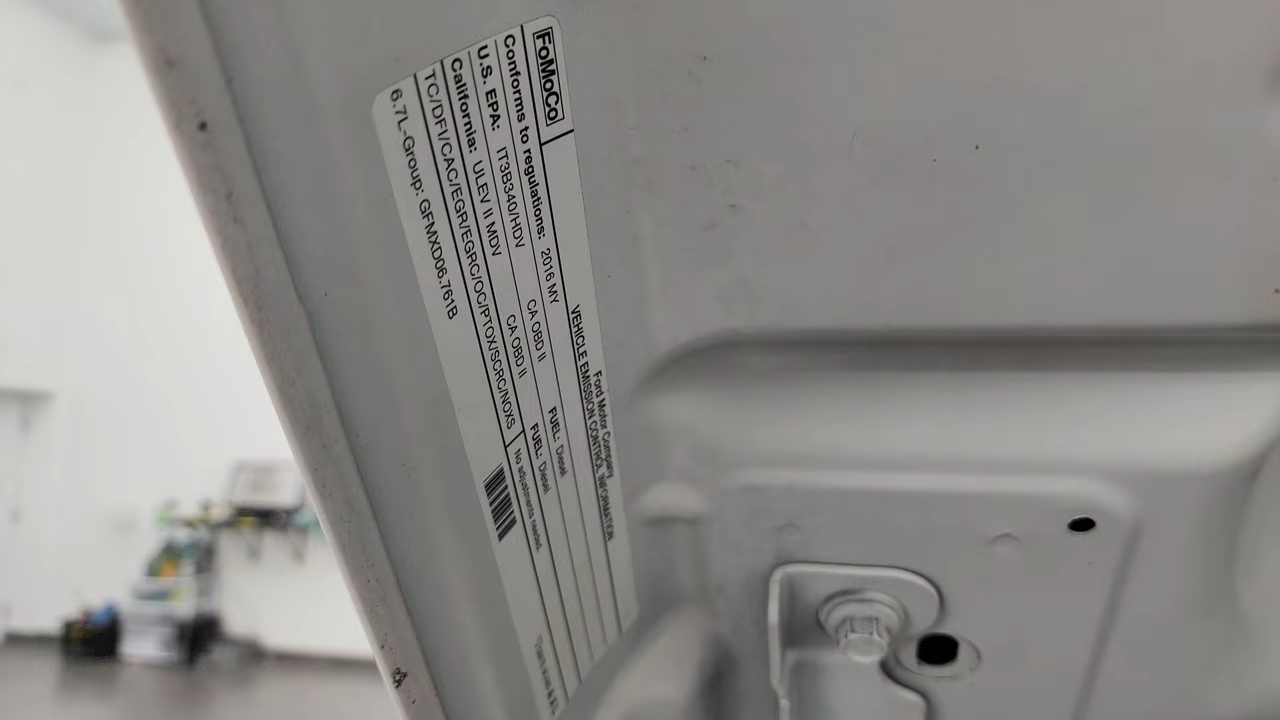 FoMoCo
Ford Motor Company
VEHICLE EMISSION CONTROL INFORMATION
Conforms to regulations: 2016 MY
U.S. EPA: IT3B340/HDV CA OBD II FUEL: Diesel
California: ULEV II MDV CA OBD II FUEL: Diesel
TC/DFI/CAC/EGR/EGRC/OC/PTOX/SCRC/NOXS No adjustments needed.
6.7L-Group: GFMXD06.761B